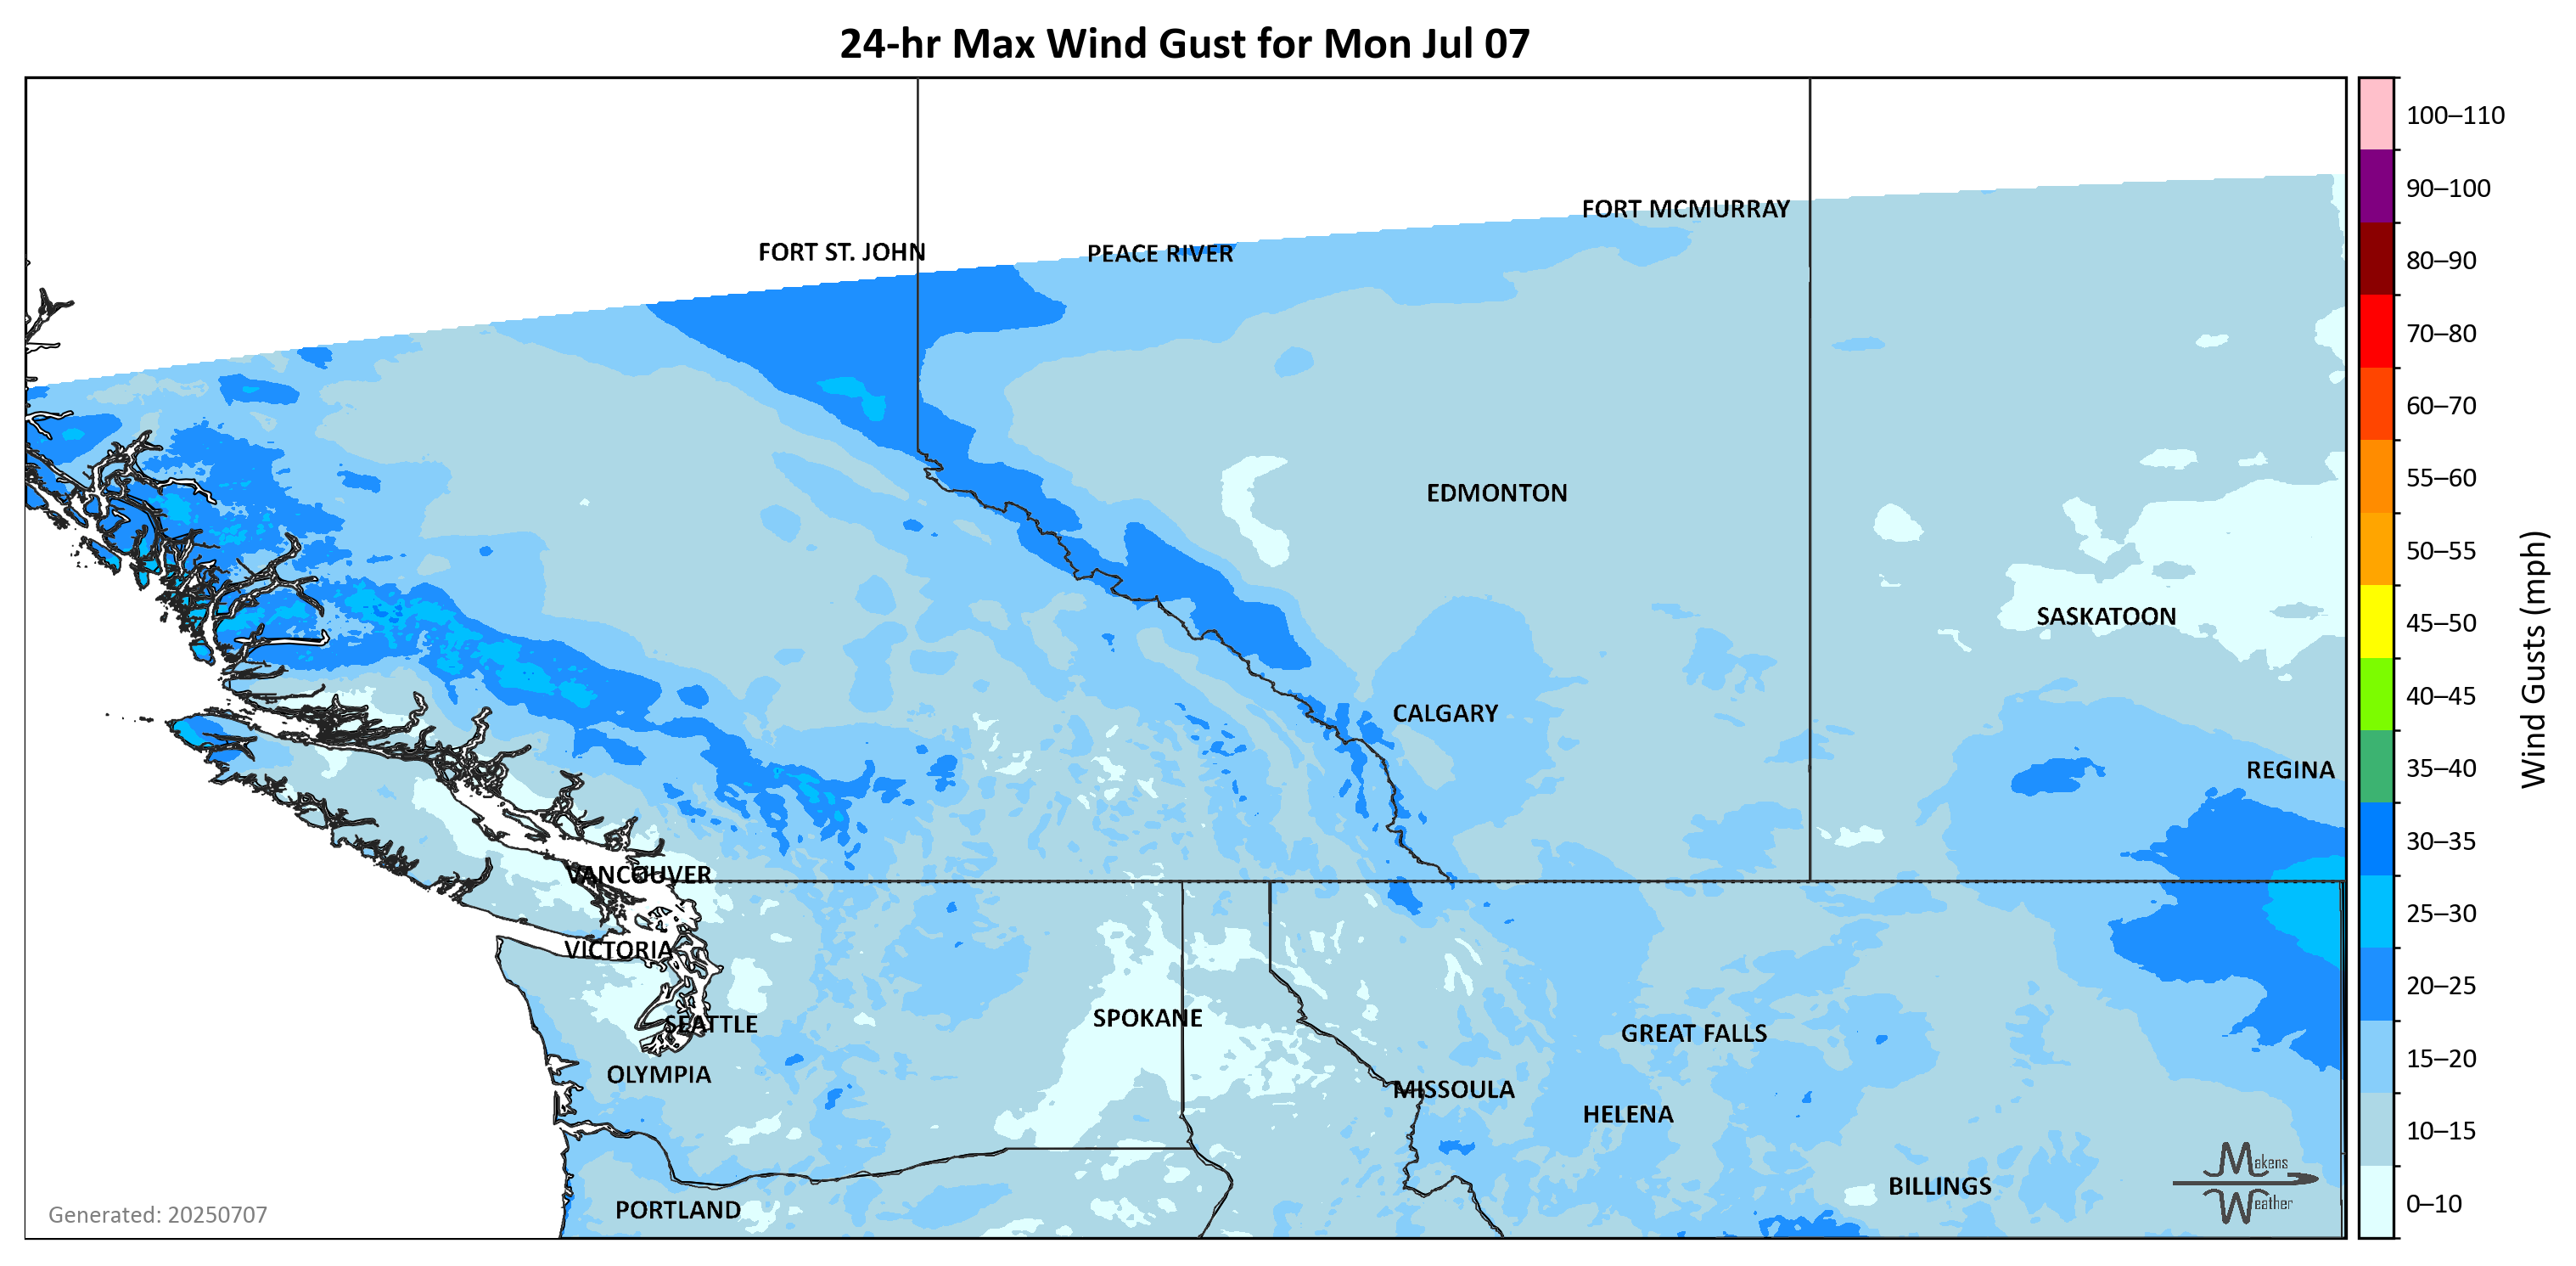 24-hr Max Wind Gust for Mon Jul 07
FORT MCMURRAY
FORT ST. JOHN
PEACE RIVER
EDMONTON
SASKATOON
CALGARY
REGINA
VANCOUVER
VICTORIA
SPOKANE
SEATTLE
GREAT FALLS
OLYMPIA
MISSOULA
HELENA
BILLINGS
PORTLAND
Makens
Weather
Generated: 20250707
100–110
90–100
80–90
70–80
60–70
55–60
50–55
45–50
40–45
35–40
30–35
25–30
20–25
15–20
10–15
0–10
Wind Gusts (mph)